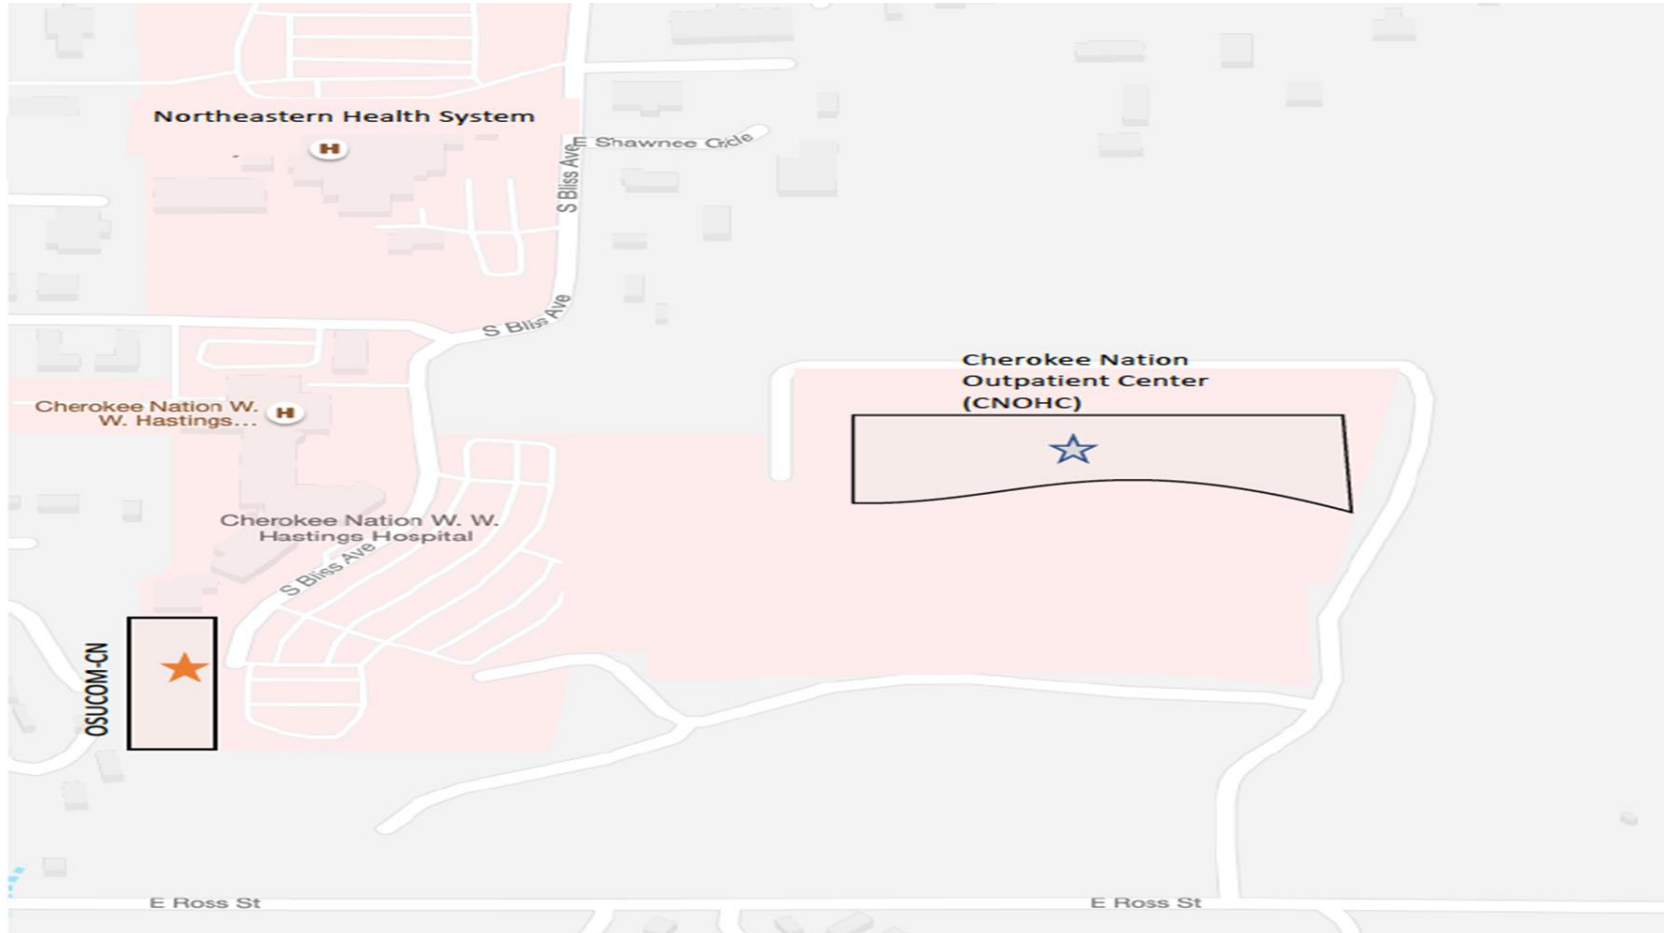 Northeastern Health System
H
E Shawnee Circle
S Bliss Ave
S Bliss Ave
Cherokee Nation
Outpatient Center
(CNOHC)
Cherokee Nation W.
W. Hastings...
H
Cherokee Nation W. W.
Hastings Hospital
S Bliss Ave
OSUCOM-CN
E Ross St
E Ross St